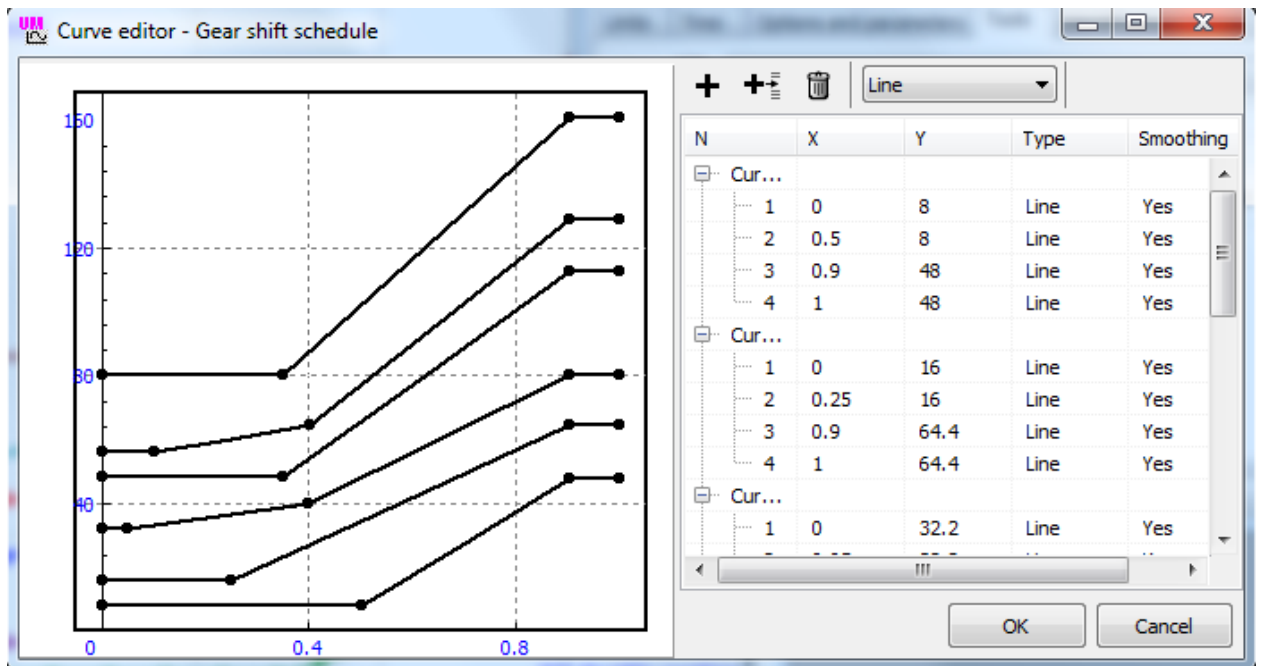 UM Curve editor - Gear shift schedule
Line
N X Y Type Smoothing
Cur...
1 0 8 Line Yes
2 0.5 8 Line Yes
3 0.9 48 Line Yes
4 1 48 Line Yes
Cur...
1 0 16 Line Yes
2 0.25 16 Line Yes
3 0.9 64.4 Line Yes
4 1 64.4 Line Yes
Cur...
1 0 32.2 Line Yes
160
120
80
40
0 0.4 0.8
OK Cancel